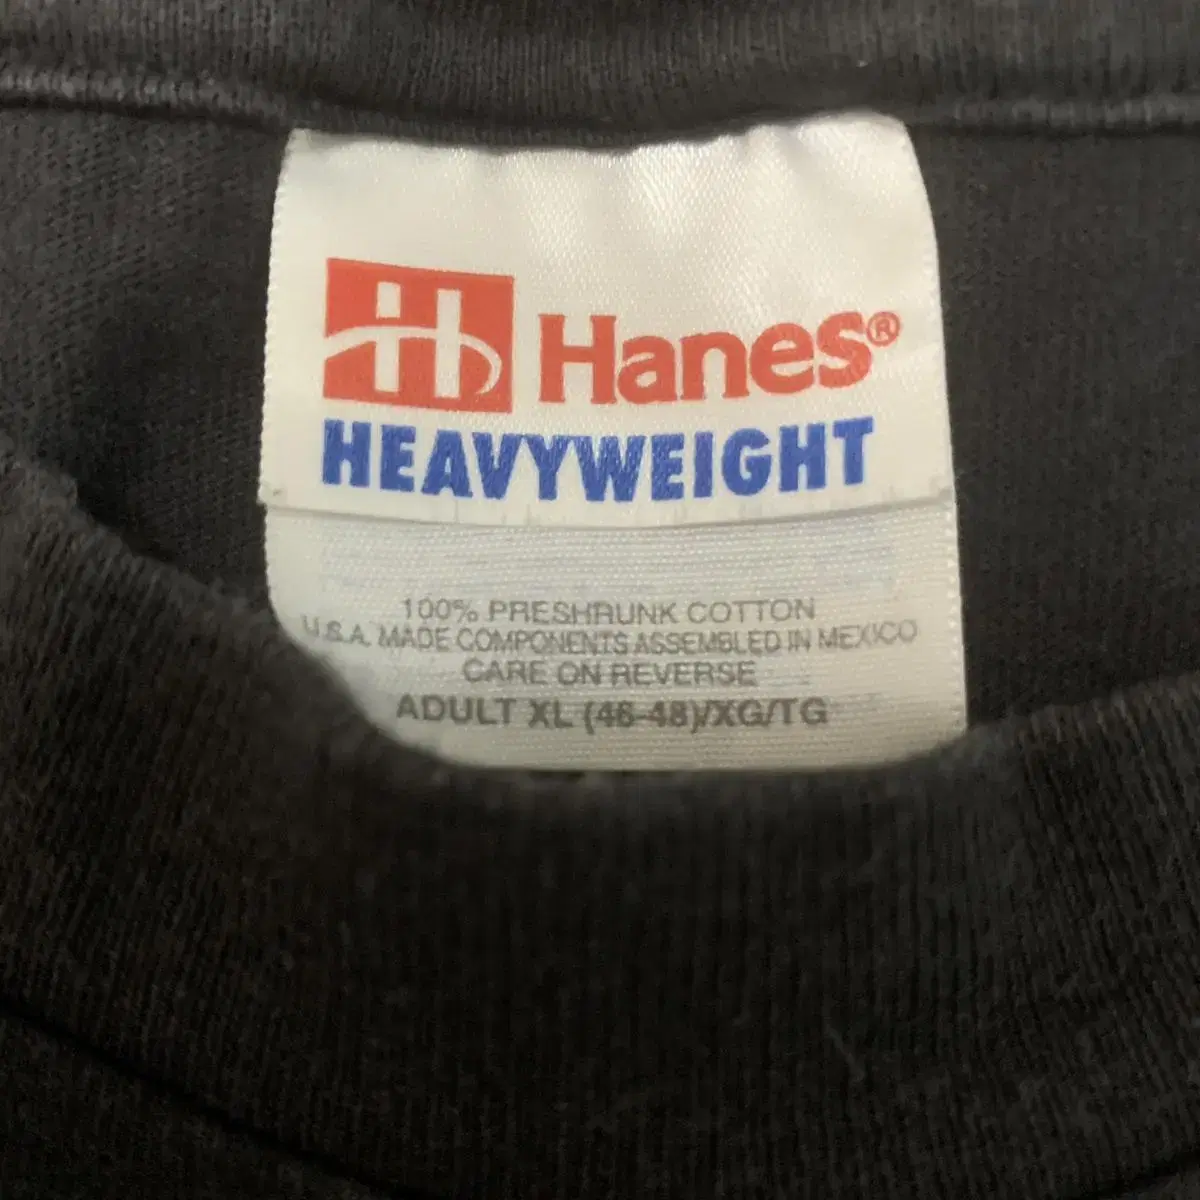 H Hanes®
HEAVYWEIGHT
100% PRESHRUNK COTTON
U.S.A. MADE COMPONENTS ASSEMBLED IN MEXICO
CARE ON REVERSE
ADULT XL (46-48)/XG/TG